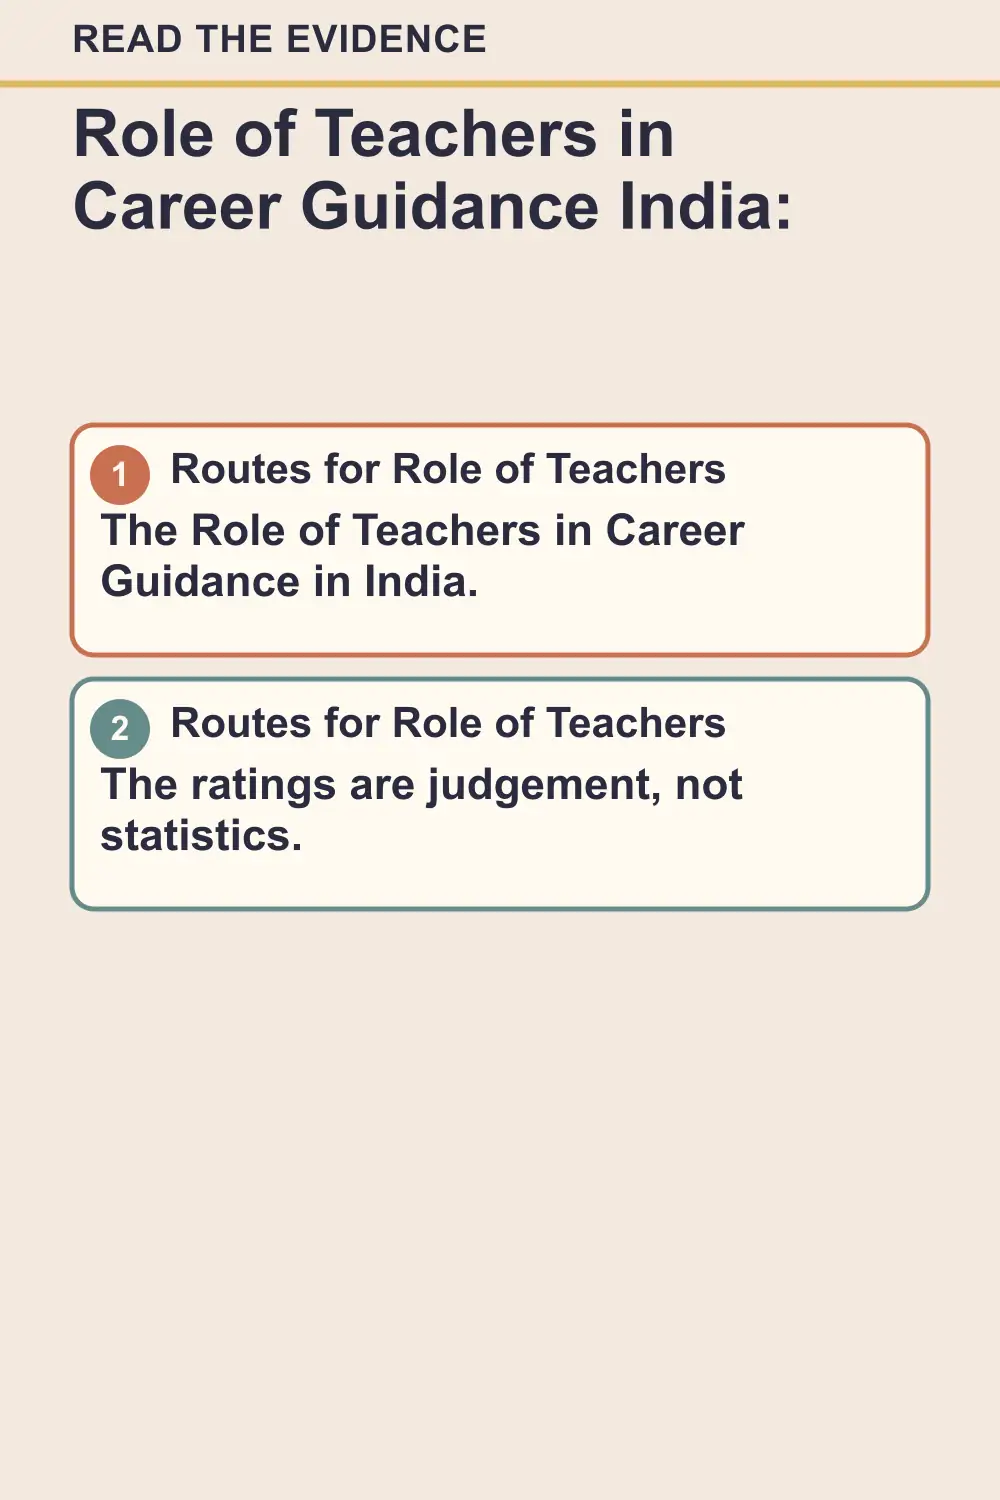 READ THE EVIDENCE
Role of Teachers in
Career Guidance India:
1 Routes for Role of Teachers
The Role of Teachers in Career
Guidance in India.
2 Routes for Role of Teachers
The ratings are judgement, not
statistics.